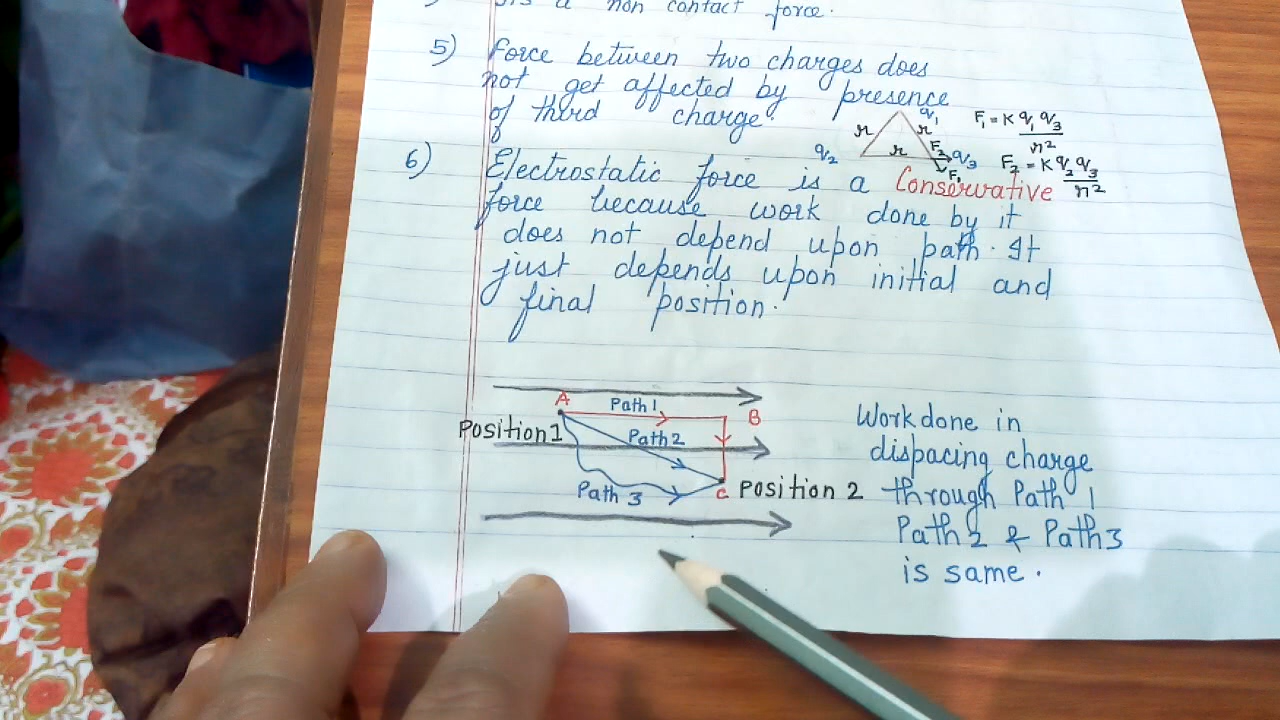 a non contact force.
5) Force between two charges does
not get affected by presence
of third charge.
q1
r r
q2 r F2 q3
F1
F1 = K q1 q3
r2
F2 = K q2 q3
r2
6) Electrostatic force is a Conservative
force because work done by it
does not depend upon path. It
just depends upon initial and
final position.
A Path 1 B
Position 1 Path 2
Path 3 C Position 2
Work done in
dispacing charge
through Path 1
Path 2 & Path 3
is same.